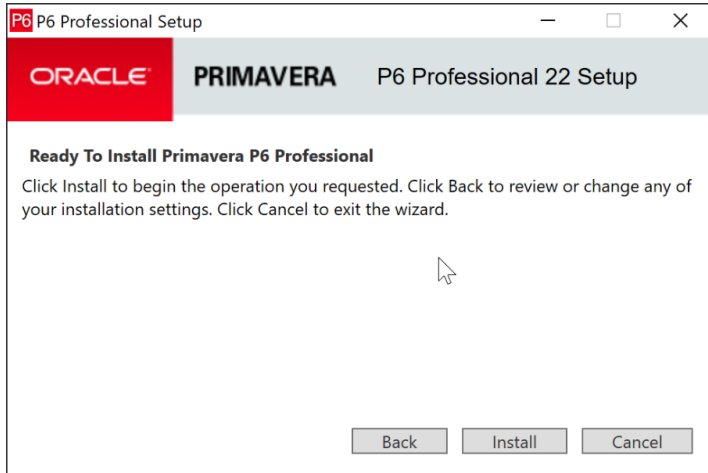 P6 P6 Professional Setup
ORACLE PRIMAVERA P6 Professional 22 Setup
Ready To Install Primavera P6 Professional
Click Install to begin the operation you requested. Click Back to review or change any of
your installation settings. Click Cancel to exit the wizard.
Back Install Cancel